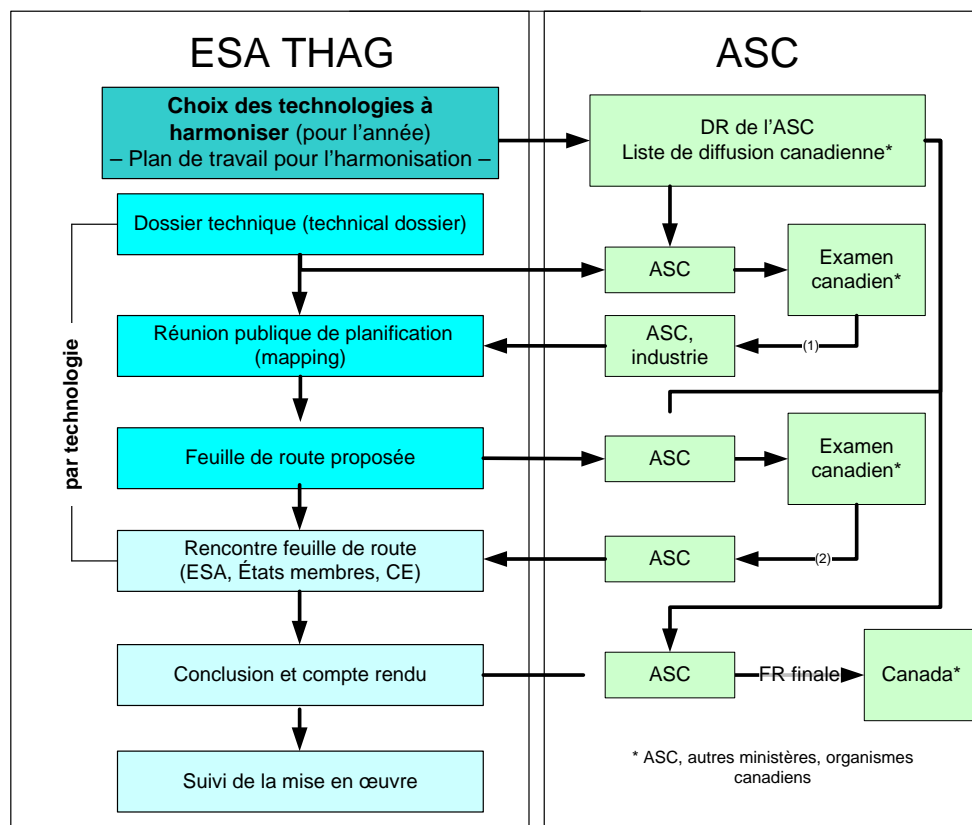 ESA THAG
Choix des technologies à
harmoniser (pour l'année)
– Plan de travail pour l'harmonisation –
Dossier technique (technical dossier)
Réunion publique de planification
(mapping)
par technologie
Feuille de route proposée
Rencontre feuille de route
(ESA, États membres, CE)
Conclusion et compte rendu
Suivi de la mise en œuvre
ASC
DR de l'ASC
Liste de diffusion canadienne*
ASC
Examen
canadien*
ASC,
industrie
(1)
ASC
Examen
canadien*
ASC
(2)
ASC
FR finale
Canada*
* ASC, autres ministères, organismes
canadiens